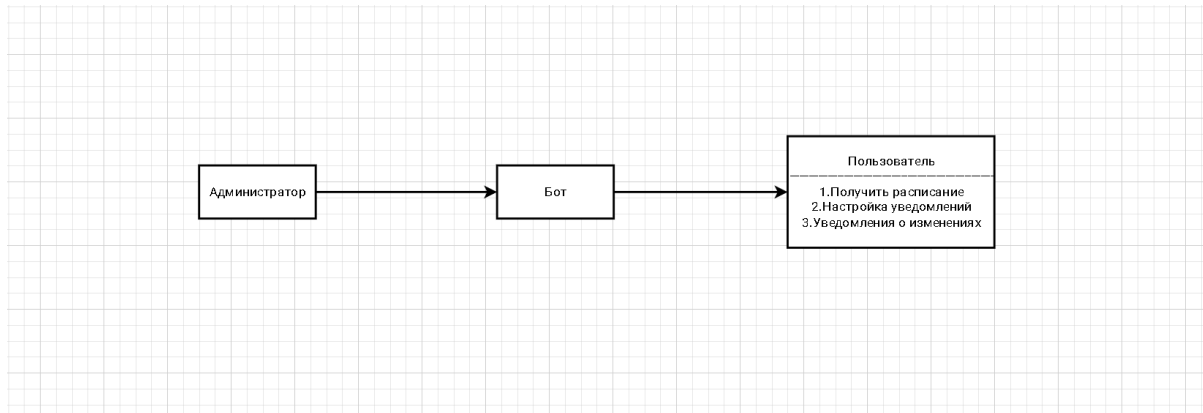 Администратор
Бот
Пользователь
1.Получить расписание
2.Настройка уведомлений
3.Уведомления о изменениях